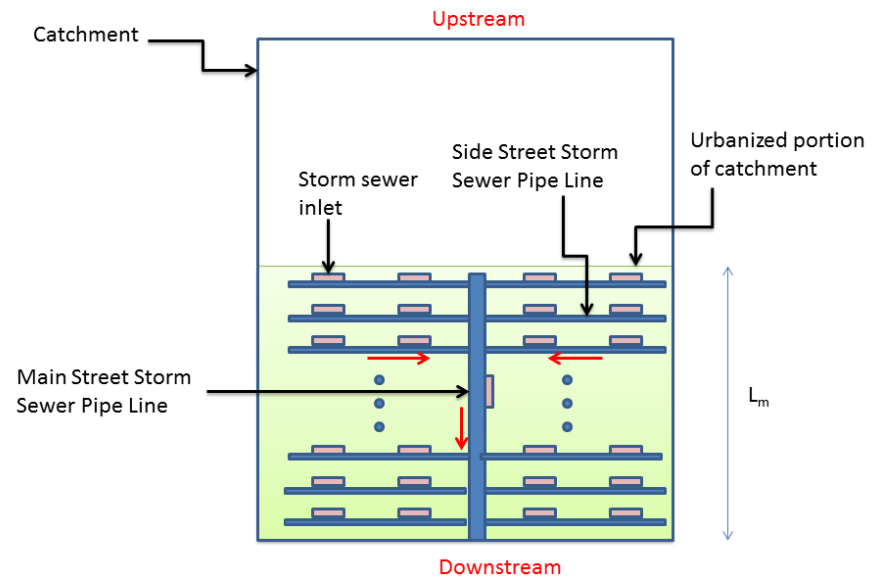 Upstream
Catchment
Urbanized portion
of catchment
Side Street Storm
Sewer Pipe Line
Storm sewer
inlet
Main Street Storm
Sewer Pipe Line
Lm
Downstream